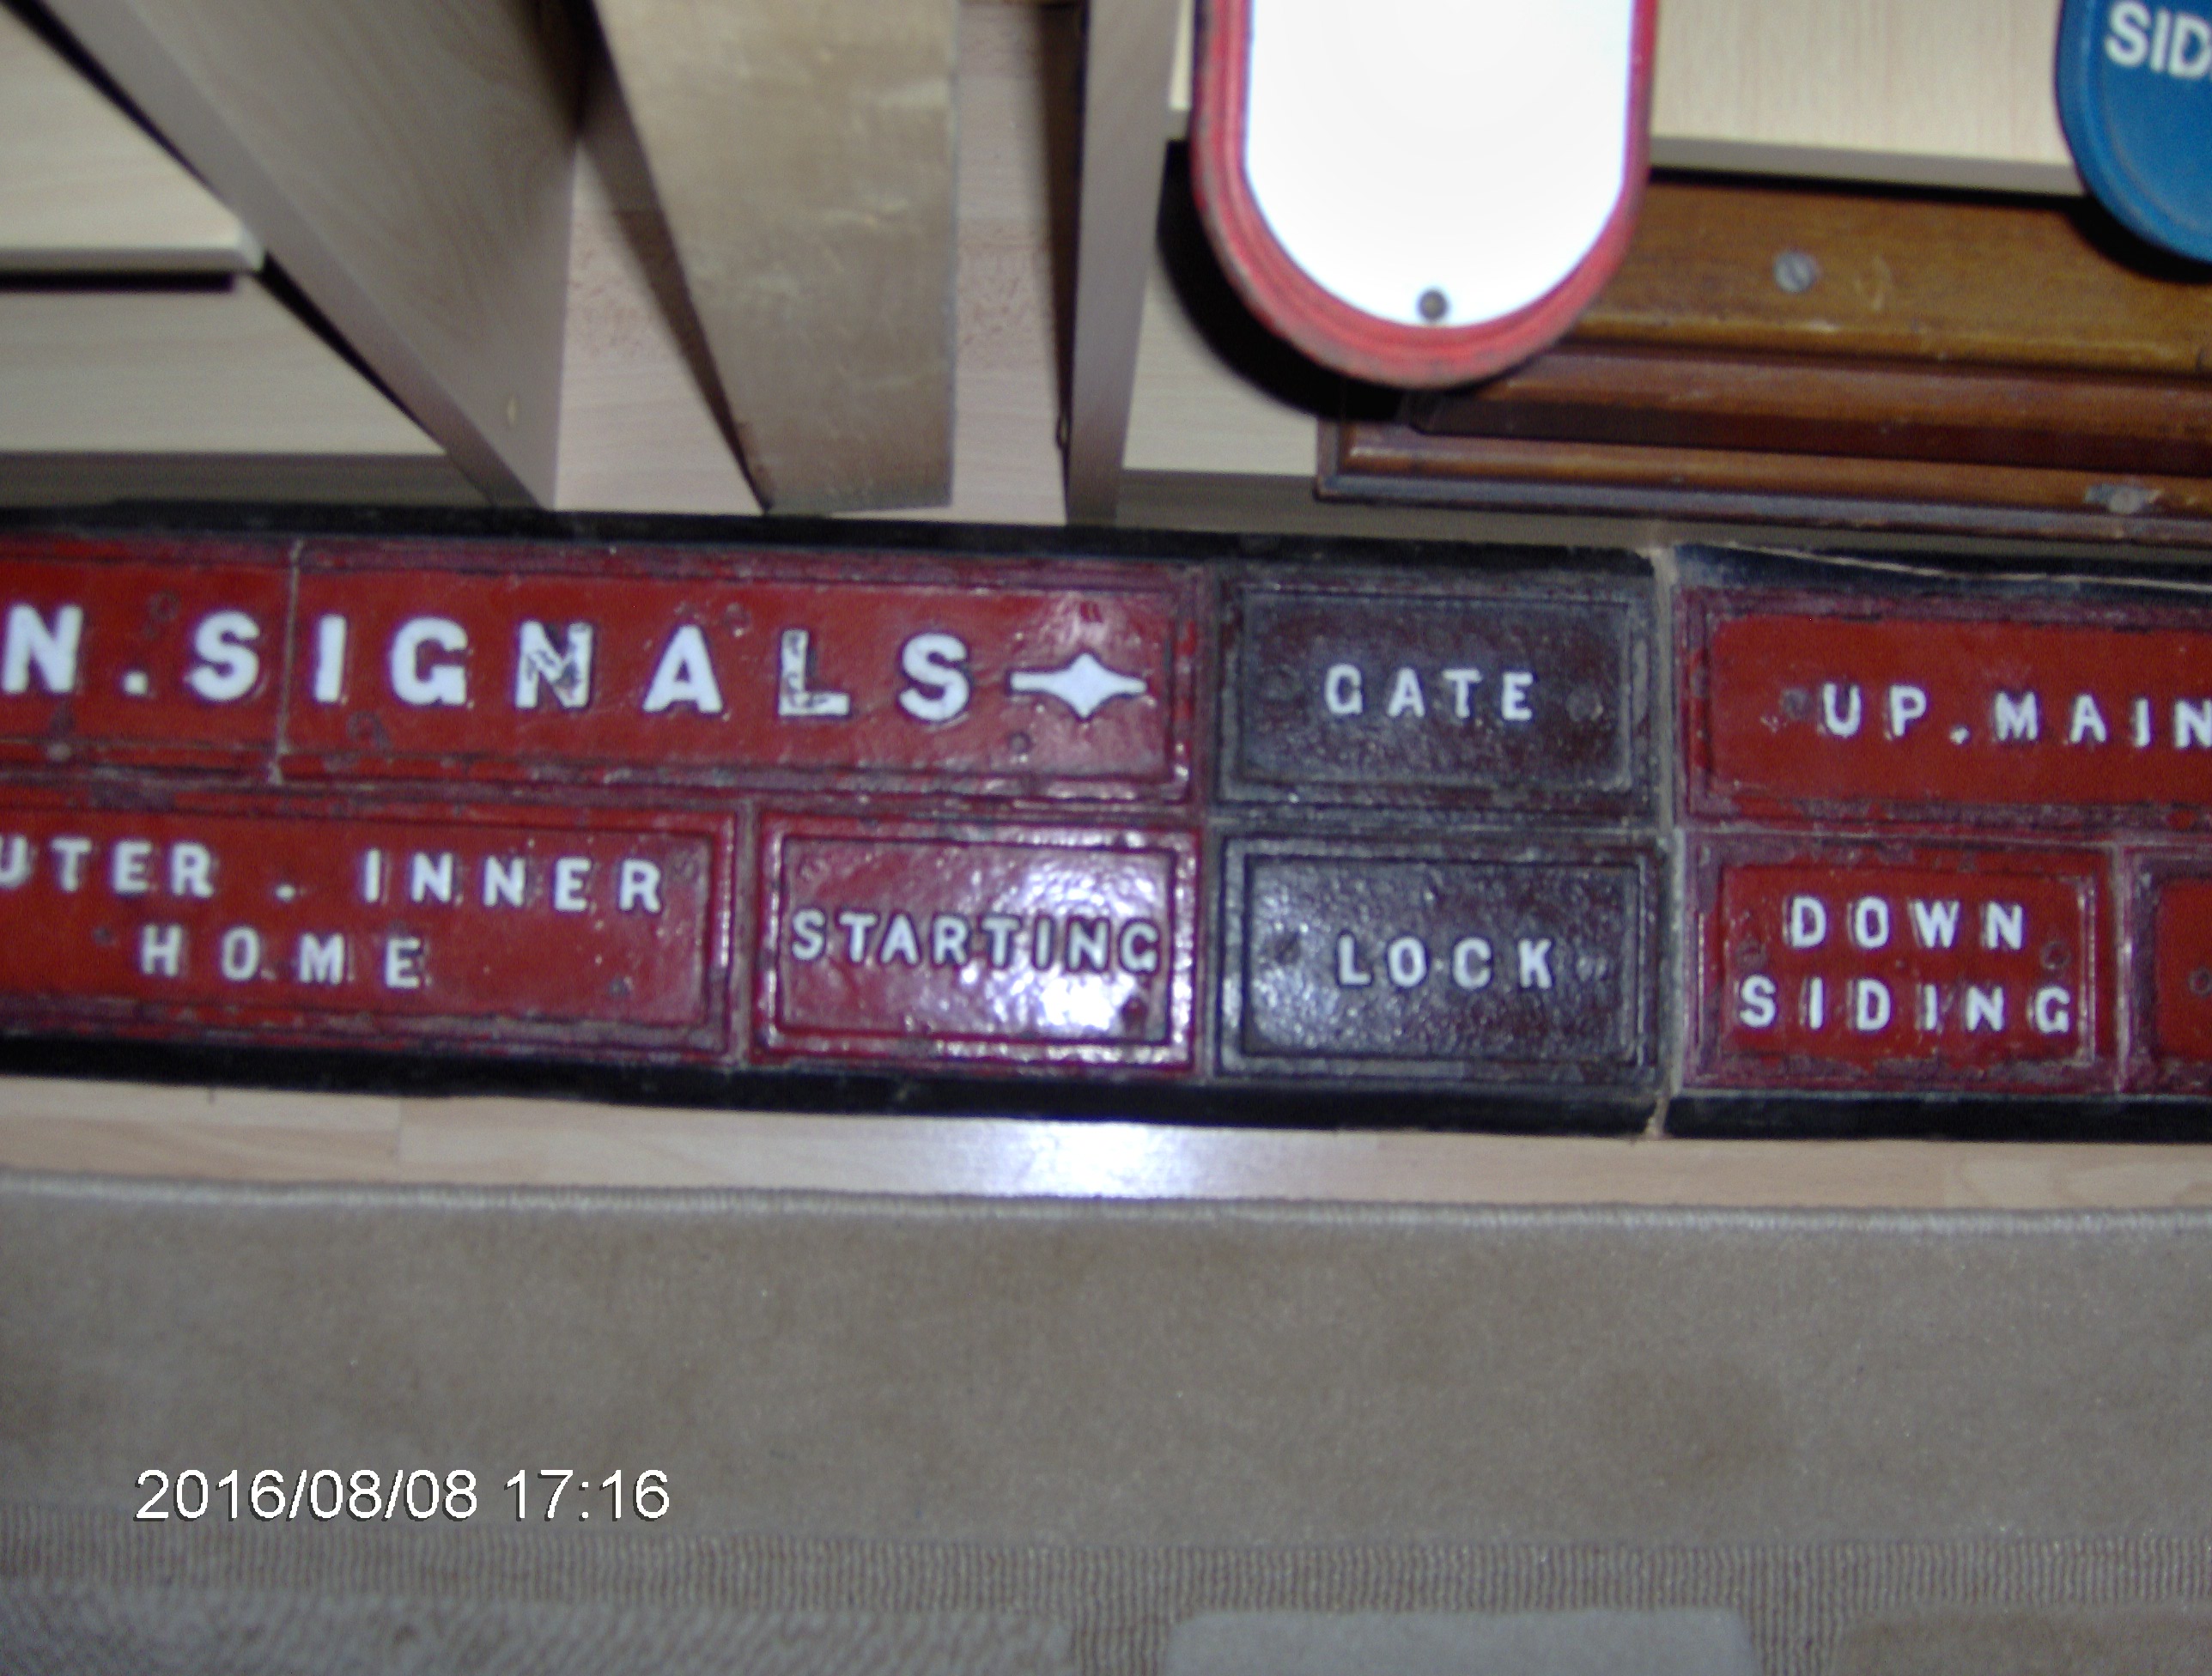 SID
N.SIGNALS
GATE
UP.MAIN
UTER . INNER
HOME
STARTING
LOCK
DOWN
SIDING
2016/08/08 17:16